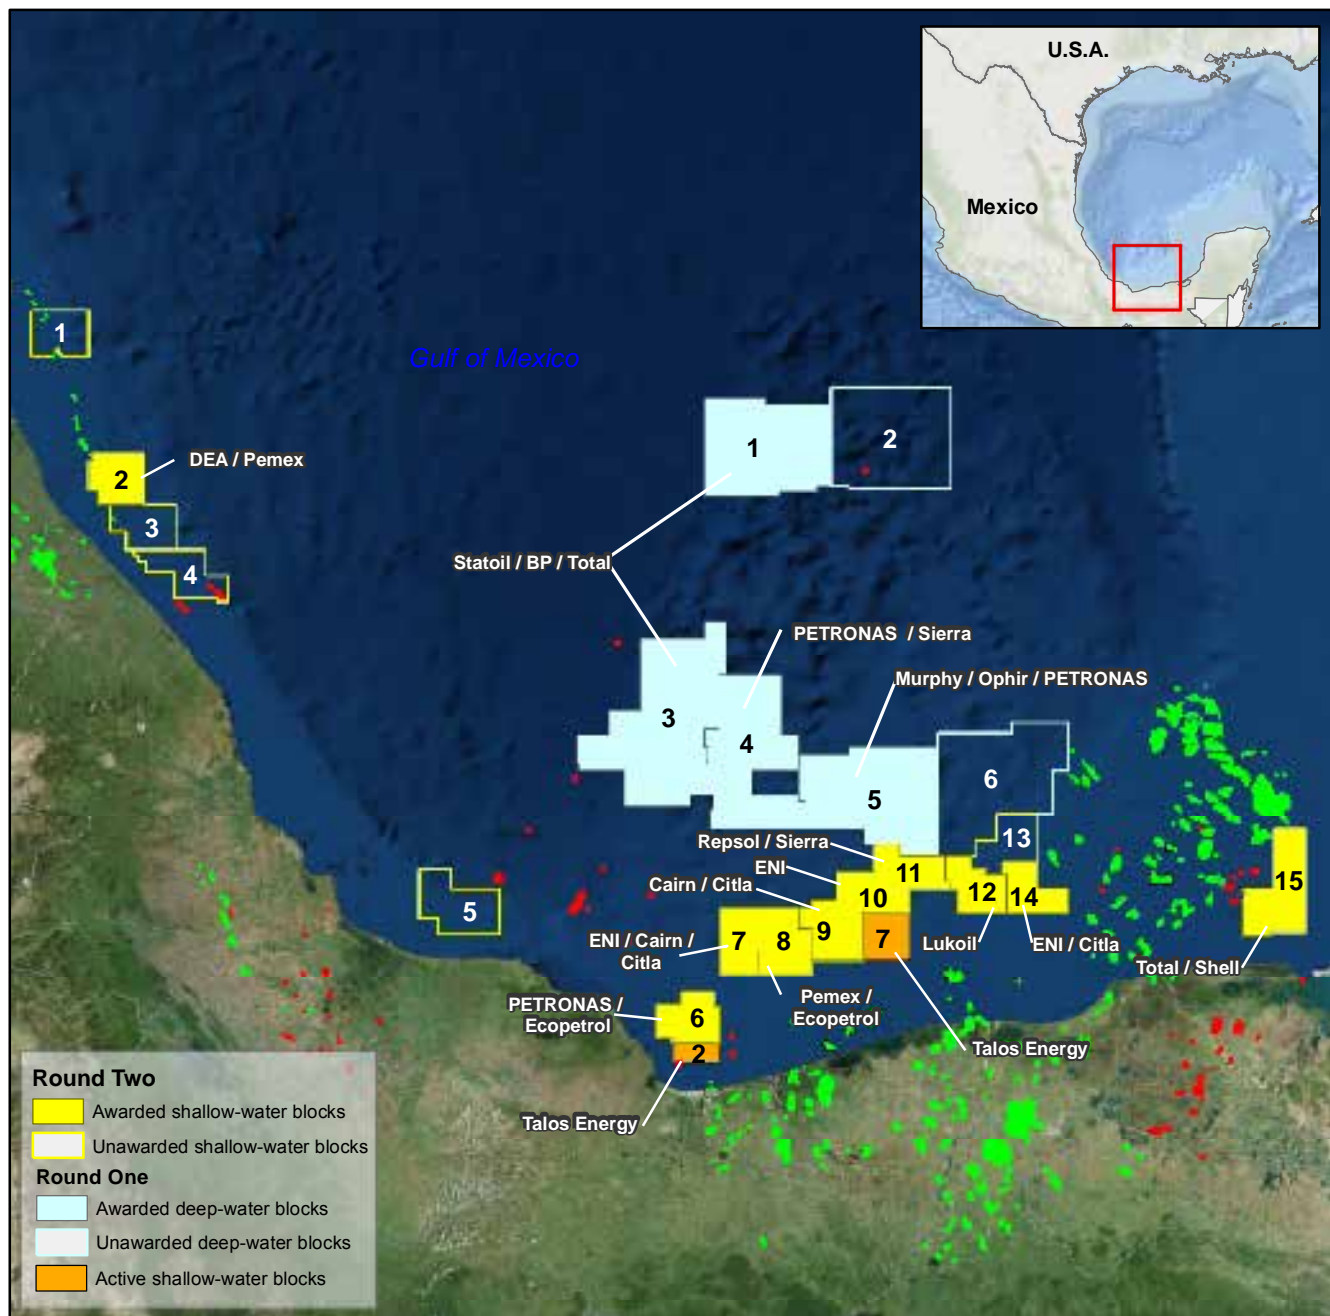 U.S.A.
Mexico
Gulf of Mexico
1
1
2
2
DEA / Pemex
3
4
Statoil / BP / Total
PETRONAS / Sierra
Murphy / Ophir / PETRONAS
3
4
5
6
Repsol / Sierra
13
ENI
11
Cairn / Citla
10
12
14
15
5
9
7
8
7
ENI / Cairn /
Citla
Lukoil
ENI / Citla
Total / Shell
PETRONAS /
Ecopetrol
6
Pemex /
Ecopetrol
2
Talos Energy
Talos Energy
Round Two
Awarded shallow-water blocks
Unawarded shallow-water blocks
Round One
Awarded deep-water blocks
Unawarded deep-water blocks
Active shallow-water blocks